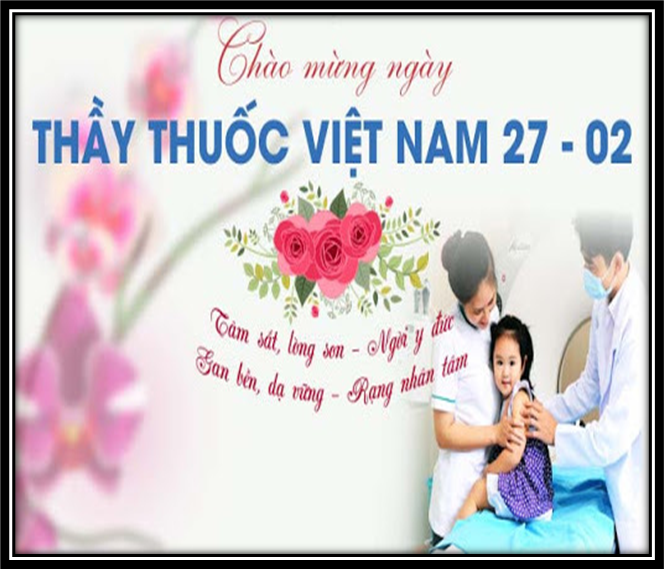 Chào mừng ngày
THẦY THUỐC VIỆT NAM 27 - 02
Tâm sát, lòng son - Ngời y đức
Gan bền, dạ vững - Rạng nhân tâm